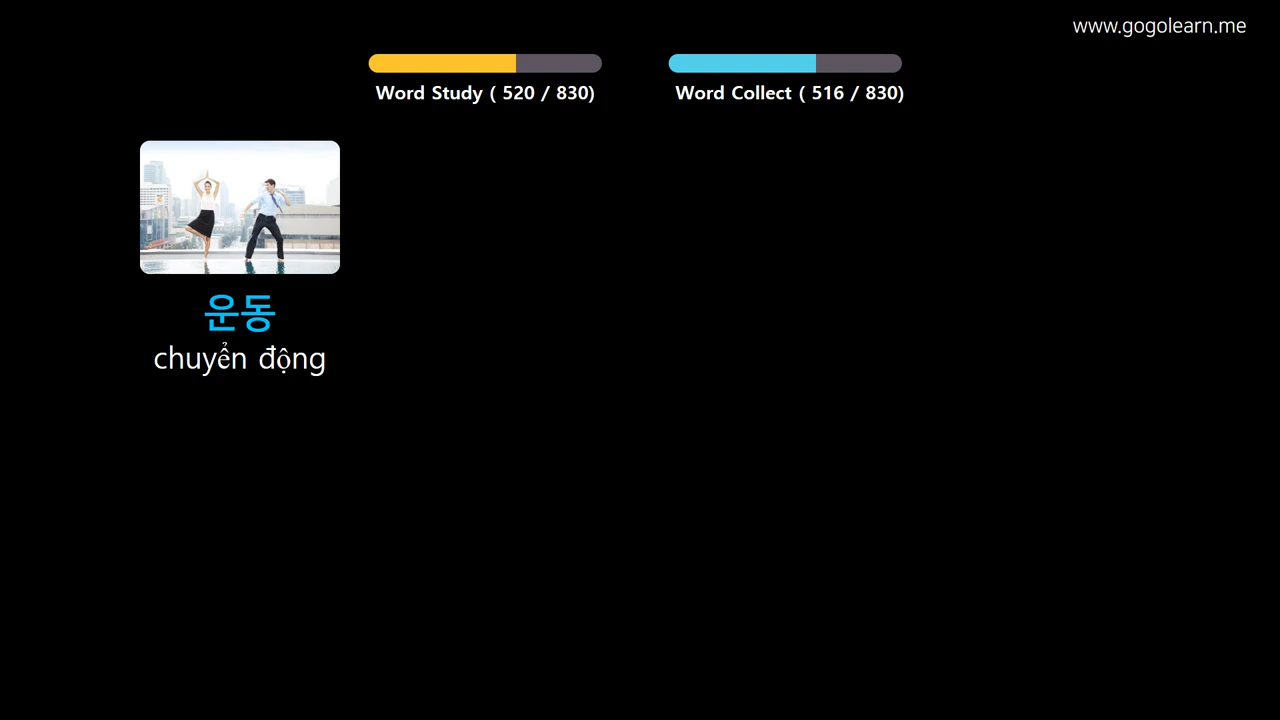 www.gogolearn.me
Word Study ( 520 / 830)
Word Collect ( 516 / 830)
운동
chuyển động